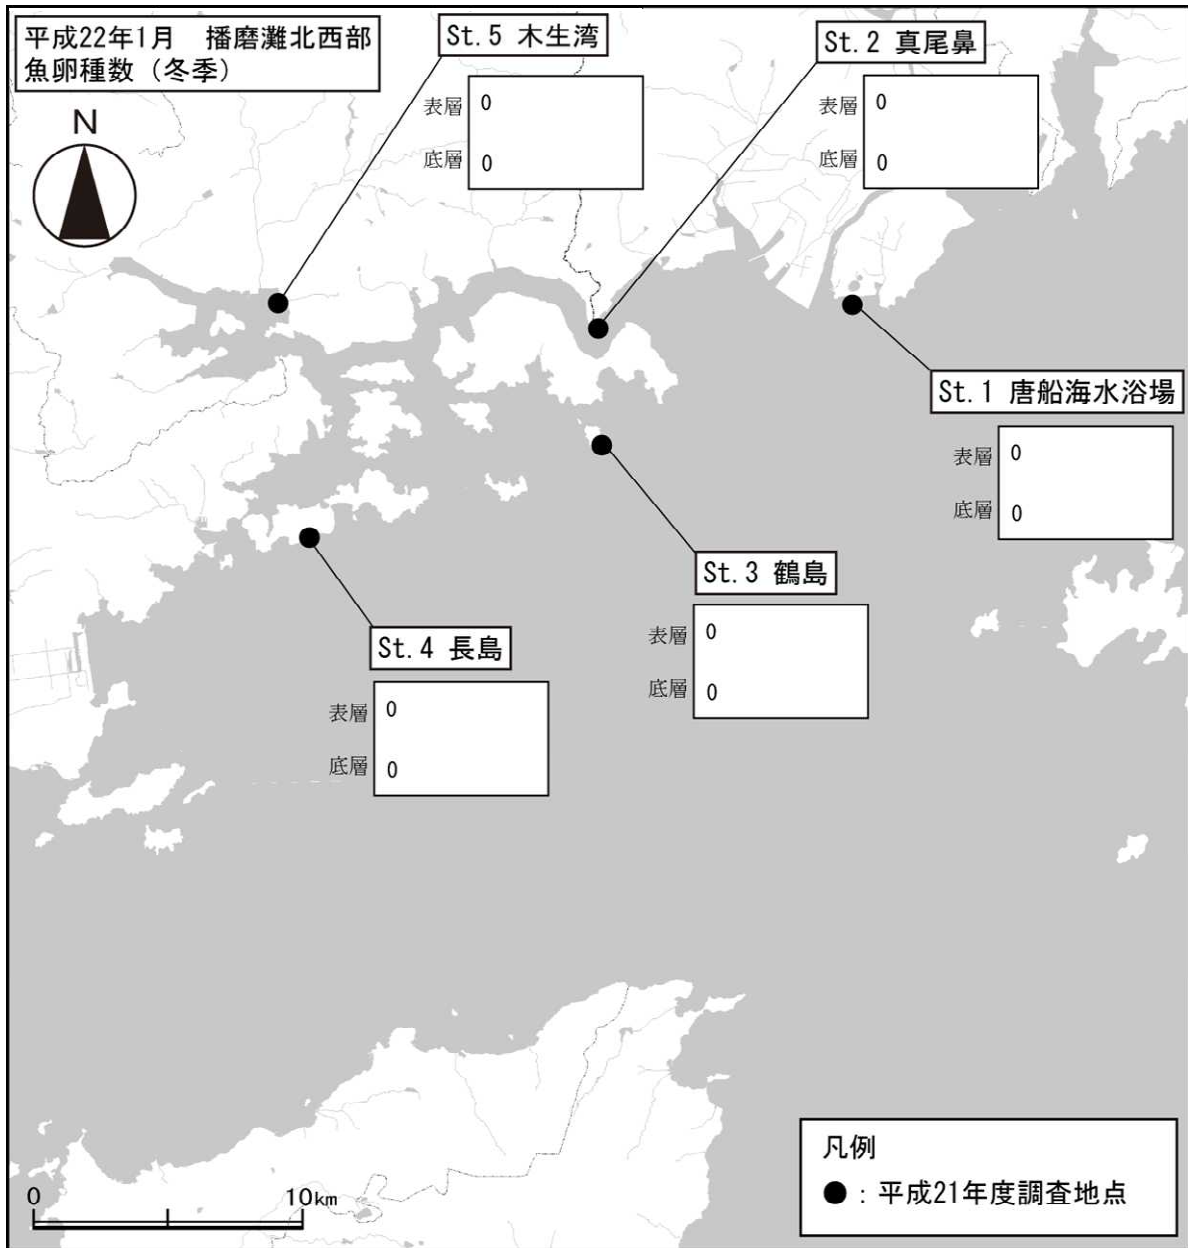 平成22年1月　播磨灘北西部
魚卵種数（冬季）
N
St.5 木生湾
表層 0
底層 0
St.2 真尾鼻
表層 0
底層 0
St.1 唐船海水浴場
表層 0
底層 0
St.3 鶴島
表層 0
底層 0
St.4 長島
表層 0
底層 0
0 10km
凡例
●：平成21年度調査地点